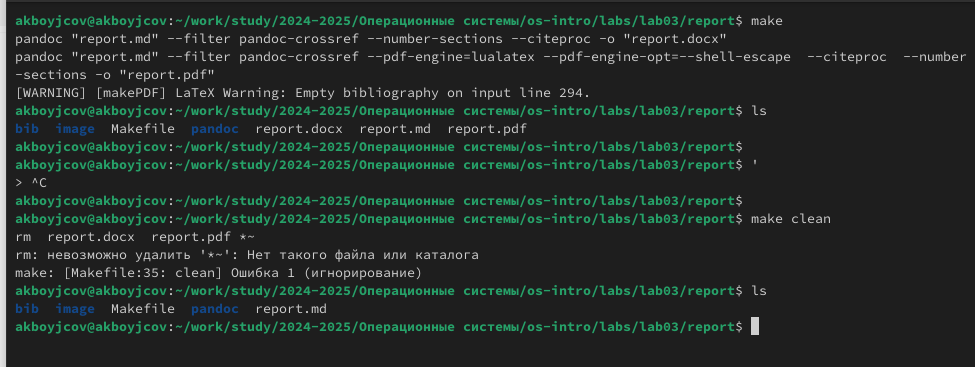 akboyjcov@akboyjcov:~/work/study/2024-2025/Операционные системы/os-intro/labs/lab03/report$ make
pandoc "report.md" --filter pandoc-crossref --number-sections --citeproc -o "report.docx"
pandoc "report.md" --filter pandoc-crossref --pdf-engine=lualatex --pdf-engine-opt=--shell-escape  --citeproc  --number
-sections -o "report.pdf"
[WARNING] [makePDF] LaTeX Warning: Empty bibliography on input line 294.
akboyjcov@akboyjcov:~/work/study/2024-2025/Операционные системы/os-intro/labs/lab03/report$ ls
bib  image  Makefile  pandoc  report.docx  report.md  report.pdf
akboyjcov@akboyjcov:~/work/study/2024-2025/Операционные системы/os-intro/labs/lab03/report$
akboyjcov@akboyjcov:~/work/study/2024-2025/Операционные системы/os-intro/labs/lab03/report$ '
> ^C
akboyjcov@akboyjcov:~/work/study/2024-2025/Операционные системы/os-intro/labs/lab03/report$
akboyjcov@akboyjcov:~/work/study/2024-2025/Операционные системы/os-intro/labs/lab03/report$ make clean
rm  report.docx  report.pdf *~
rm: невозможно удалить '*~': Нет такого файла или каталога
make: [Makefile:35: clean] Ошибка 1 (игнорирование)
akboyjcov@akboyjcov:~/work/study/2024-2025/Операционные системы/os-intro/labs/lab03/report$ ls
bib  image  Makefile  pandoc  report.md
akboyjcov@akboyjcov:~/work/study/2024-2025/Операционные системы/os-intro/labs/lab03/report$